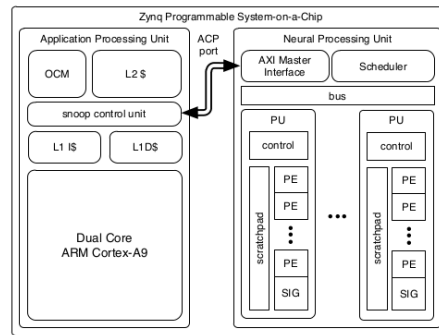 Zynq Programmable System-on-a-Chip
Application Processing Unit
ACP
port
Neural Processing Unit
OCM
L2 $
AXI Master
Interface
Scheduler
snoop control unit
bus
L1 I$
L1D$
PU
control
scratchpad
PE
PE
PE
SIG
PU
control
scratchpad
PE
PE
PE
SIG
Dual Core
ARM Cortex-A9